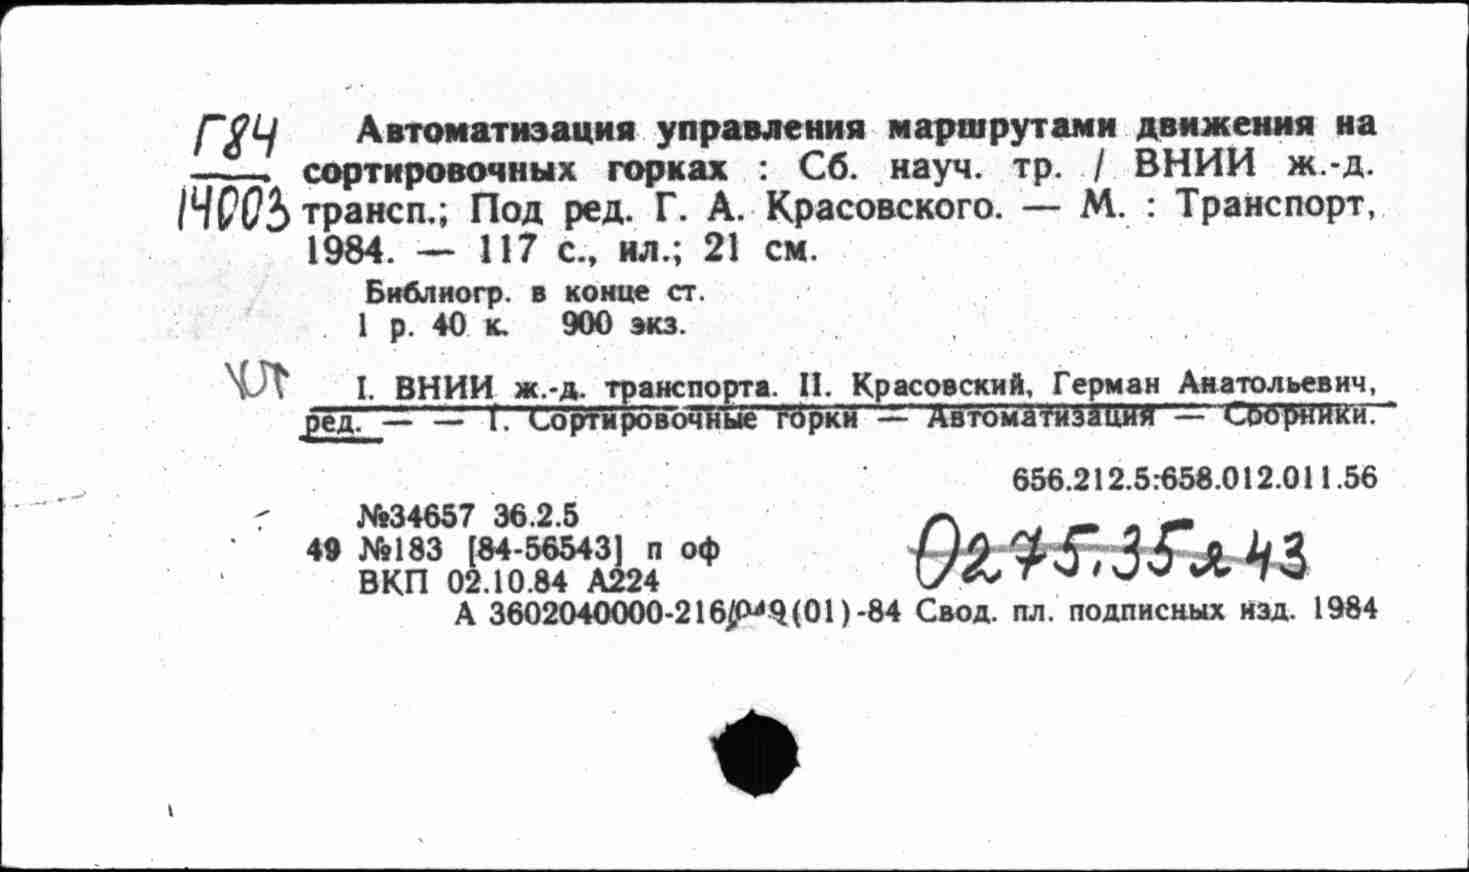 Г84
14003
Автоматизация управления маршрутами движения на
сортировочных горках : Сб. науч. тр. / ВНИИ ж.-д.
трансп.; Под ред. Г. А. Красовского. — М. : Транспорт,
1984. — 117 с., ил.; 21 см.
Библиогр. в конце ст.
1 р. 40 к. 900 экз.
I. ВНИИ ж.-д. транспорта. II. Красовский, Герман Анатольевич,
ред. — — 1. Сортировочные горки — Автоматизация — Сборники.
656.212.5:658.012.011.56
№34657 36.2.5
49 №183 [84-56543] п оф
ВКП 02.10.84 А224
О275.35я43
А 3602040000-216/049(01)-84 Свод. пл. подписных изд. 1984